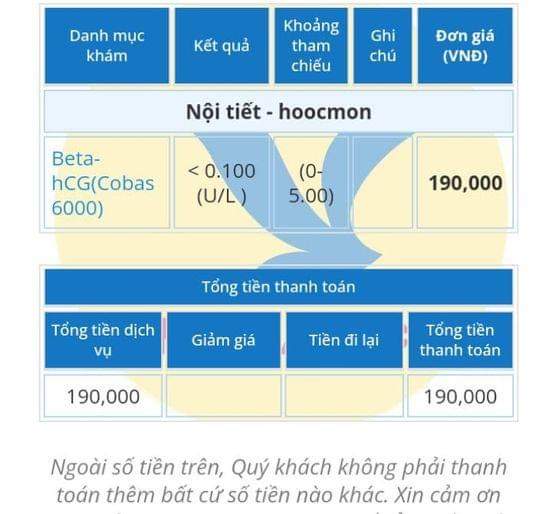 Danh mục khám
Kết quả
Khoảng tham chiếu
Ghi chú
Đơn giá (VNĐ)
Nội tiết - hoocmon
Beta-hCG(Cobas 6000)
< 0.100 (U/L )
(0-5.00)
190,000
Tổng tiền thanh toán
Tổng tiền dịch vụ
Giảm giá
Tiền đi lại
Tổng tiền thanh toán
190,000
190,000
Ngoài số tiền trên, Quý khách không phải thanh
toán thêm bất cứ số tiền nào khác. Xin cảm ơn